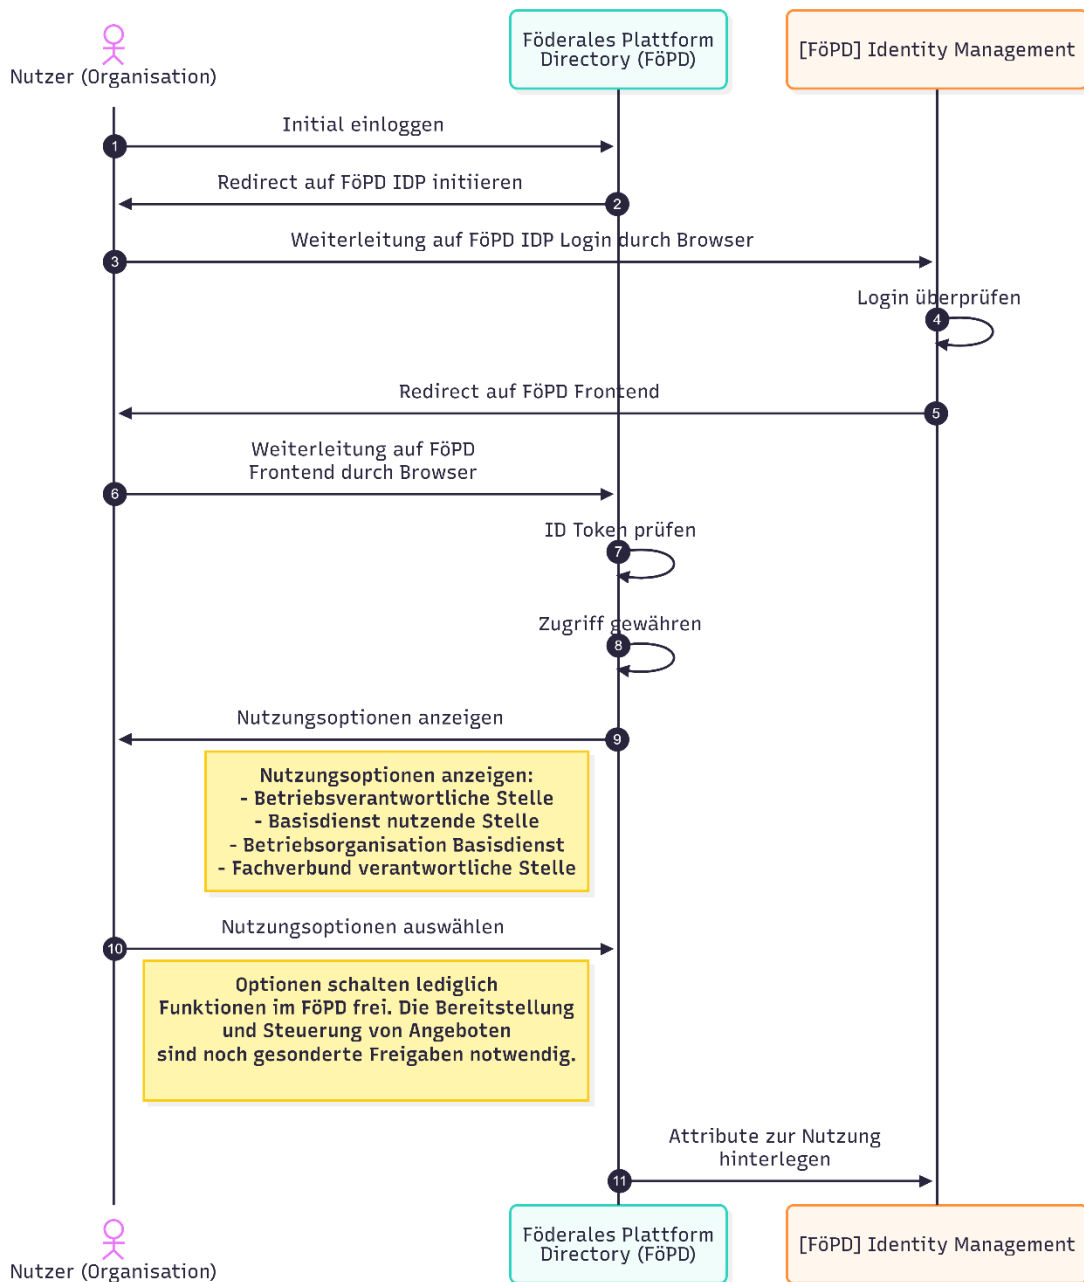 Föderales Plattform
Directory (FöPD)
[FöPD] Identity Management
Nutzer (Organisation)
Initial einloggen
1
Redirect auf FöPD IDP initiieren
2
Weiterleitung auf FöPD IDP Login durch Browser
3
Login überprüfen
4
Redirect auf FöPD Frontend
5
Weiterleitung auf FöPD
Frontend durch Browser
6
ID Token prüfen
7
Zugriff gewähren
8
Nutzungsoptionen anzeigen
9
Nutzungsoptionen anzeigen:
- Betriebsverantwortliche Stelle
- Basisdienst nutzende Stelle
- Betriebsorganisation Basisdienst
- Fachverbund verantwortliche Stelle
Nutzungsoptionen auswählen
10
Optionen schalten lediglich
Funktionen im FöPD frei. Die Bereitstellung
und Steuerung von Angeboten
sind noch gesonderte Freigaben notwendig.
Attribute zur Nutzung
hinterlegen
11
Föderales Plattform
Directory (FöPD)
[FöPD] Identity Management
Nutzer (Organisation)